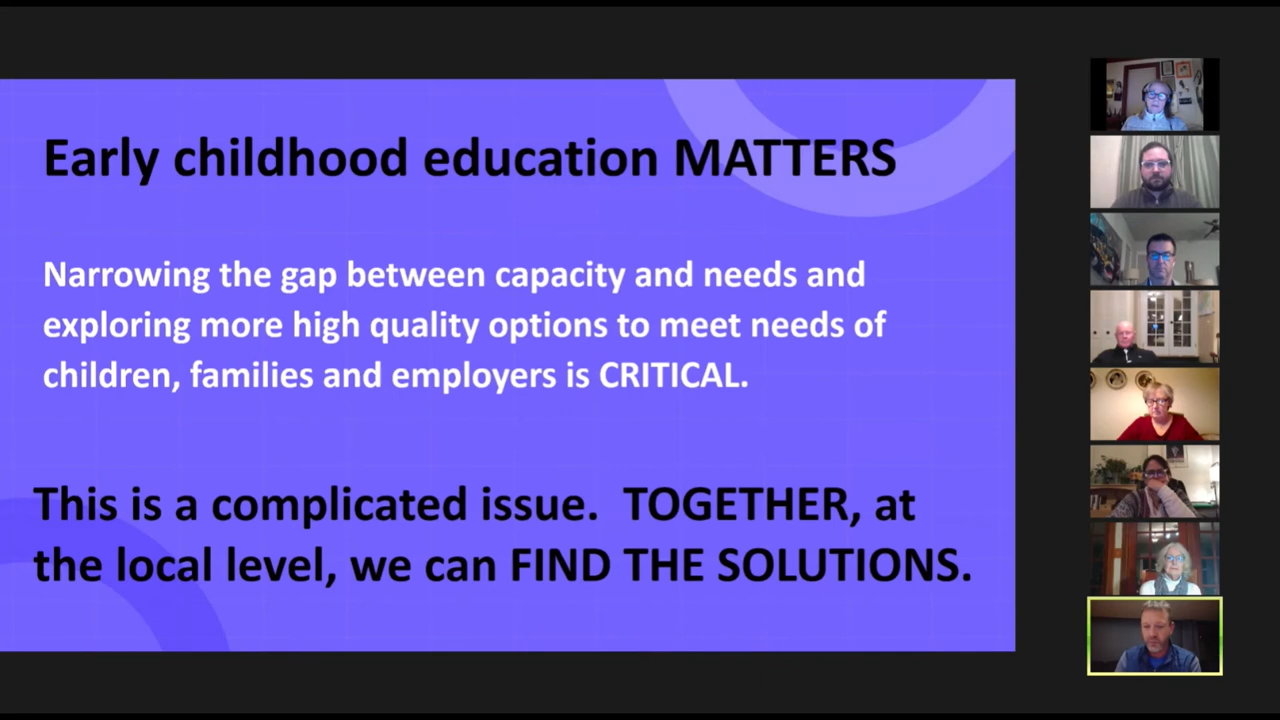 Early childhood education MATTERS
Narrowing the gap between capacity and needs and
exploring more high quality options to meet needs of
children, families and employers is CRITICAL.
This is a complicated issue.  TOGETHER, at
the local level, we can FIND THE SOLUTIONS.